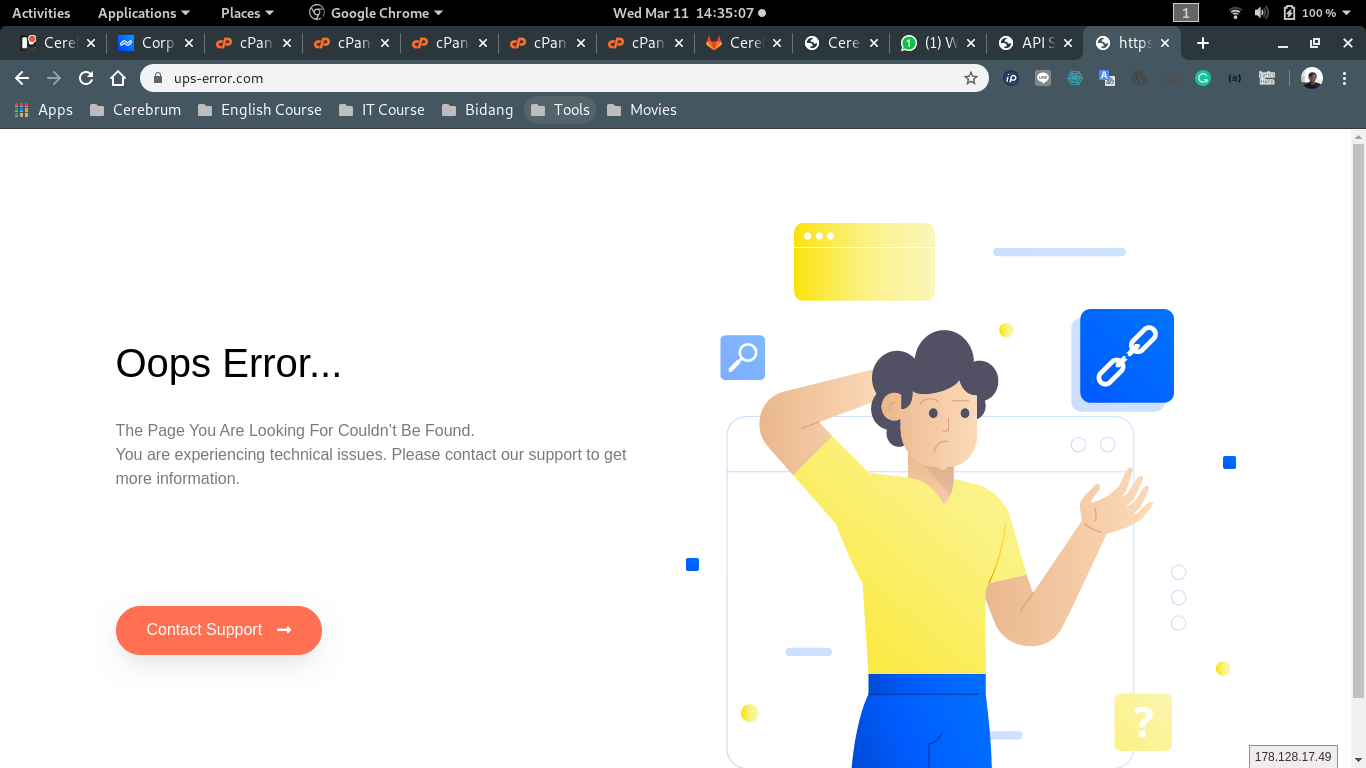 Activities Applications Places Google Chrome Wed Mar 11 14:35:07 1 100 %
Cerel Corp cPan cPan cPan cPan cPan Cerel Cere (1) W API S https
ups-error.com
Apps Cerebrum English Course IT Course Bidang Tools Movies
Oops Error...
The Page You Are Looking For Couldn’t Be Found.
You are experiencing technical issues. Please contact our support to get
more information.
Contact Support
?
178.128.17.49